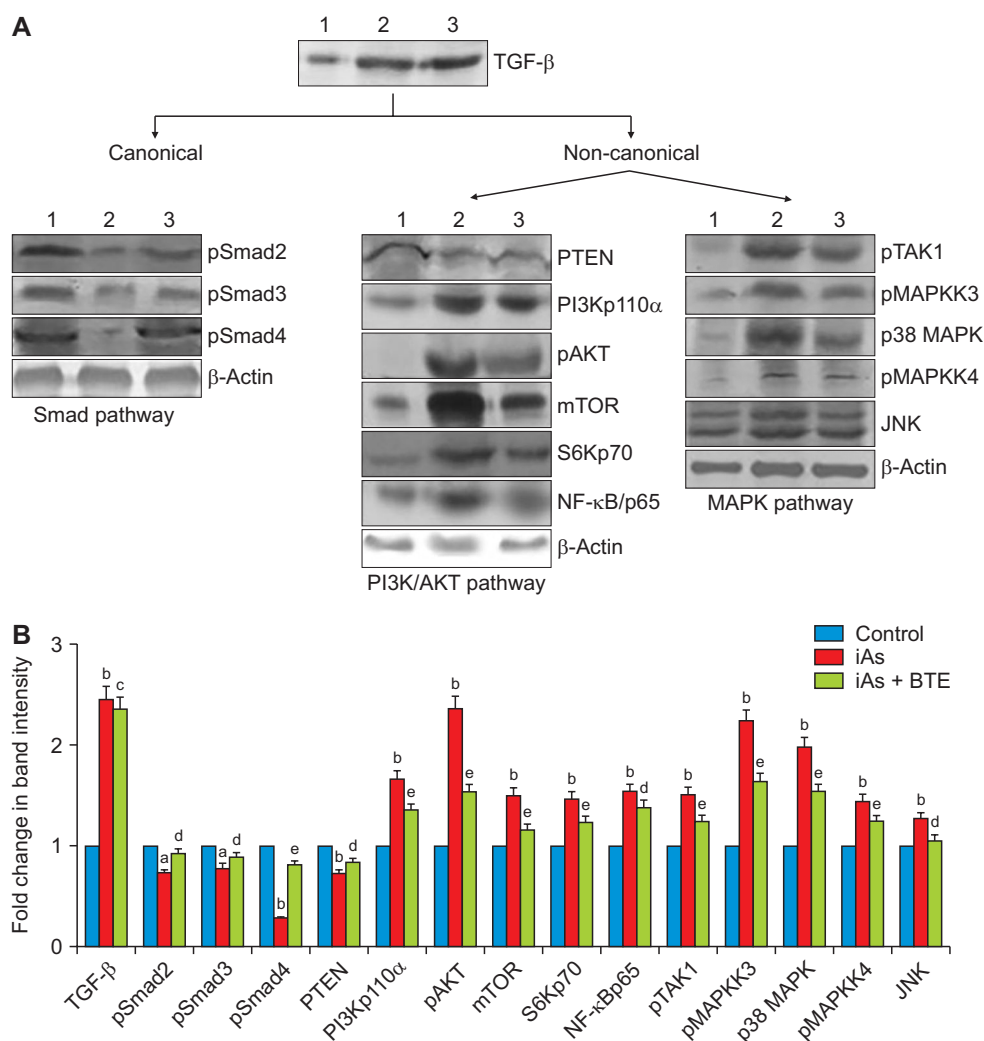 A
1 2 3
TGF-β
Canonical
Non-canonical
1 2 3
pSmad2
pSmad3
pSmad4
β-Actin
Smad pathway
1 2 3
PTEN
PI3Kp110α
pAKT
mTOR
S6Kp70
NF-κB/p65
β-Actin
PI3K/AKT pathway
1 2 3
pTAK1
pMAPKK3
p38 MAPK
pMAPKK4
JNK
β-Actin
MAPK pathway
B
Fold change in band intensity
3
2
1
0
Control
iAs
iAs + BTE
b c
a d
a d
b e
b d
b e
b e
b e
b e
b d
b e
b e
b e
b e
b d
TGF-β
pSmad2
pSmad3
pSmad4
PTEN
PI3Kp110α
pAKT
mTOR
S6Kp70
NF-κBp65
pTAK1
pMAPKK3
p38 MAPK
pMAPKK4
JNK